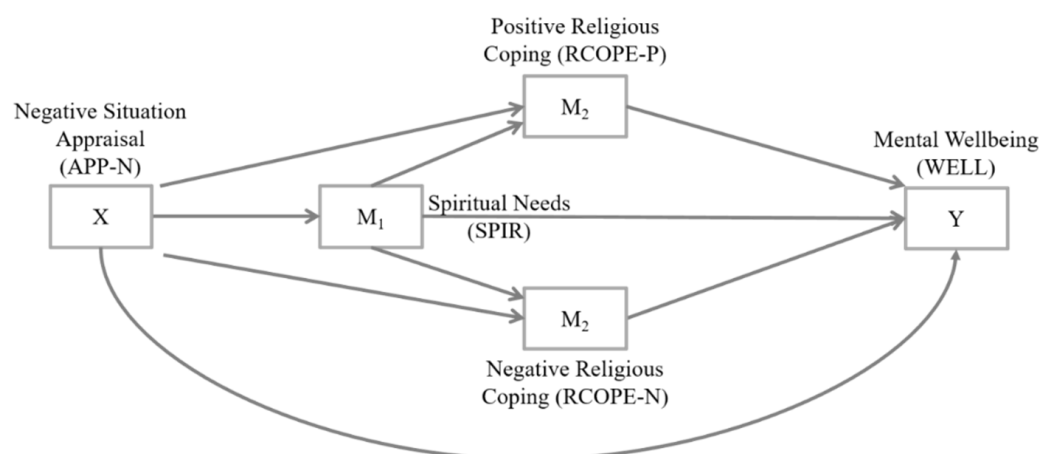 Positive Religious
Coping (RCOPE-P)
M₂
Negative Situation
Appraisal
(APP-N)
Mental Wellbeing
(WELL)
X
M₁
Spiritual Needs
(SPIR)
Y
M₂
Negative Religious
Coping (RCOPE-N)